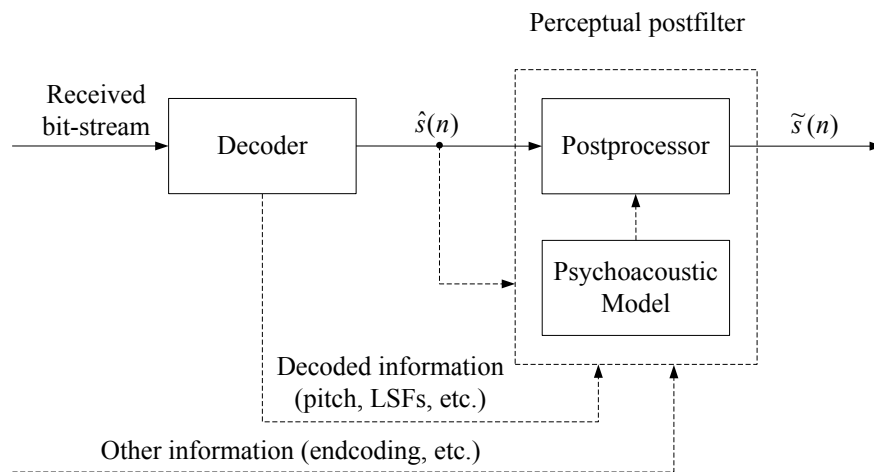 Perceptual postfilter
Received
bit-stream
Decoder
ŝ(n)
Postprocessor
s̃(n)
Psychoacoustic
Model
Decoded information
(pitch, LSFs, etc.)
Other information (endcoding, etc.)